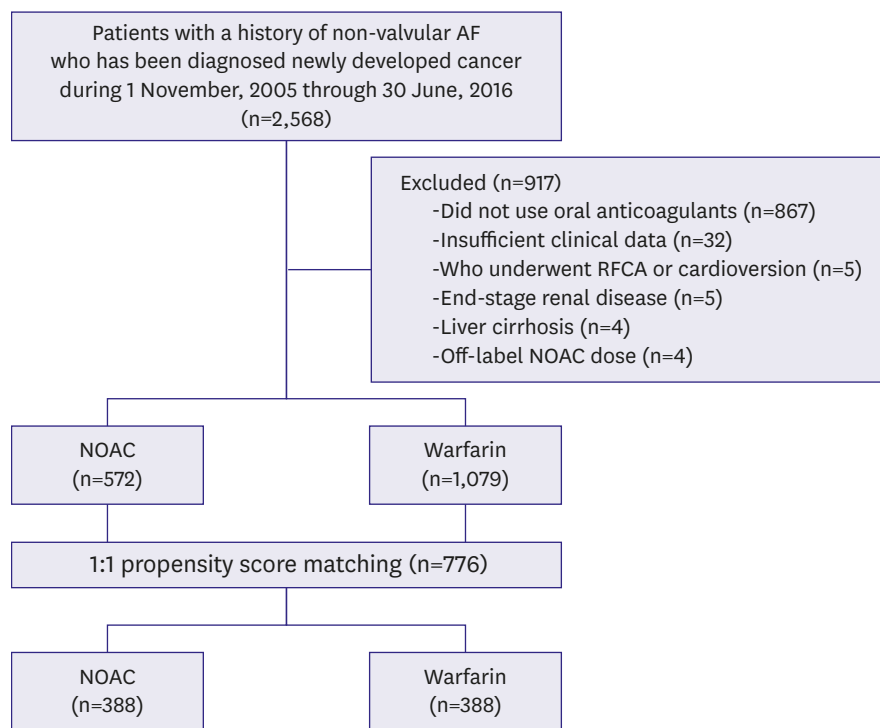 Patients with a history of non-valvular AF
who has been diagnosed newly developed cancer
during 1 November, 2005 through 30 June, 2016
(n=2,568)
Excluded (n=917)
-Did not use oral anticoagulants (n=867)
-Insufficient clinical data (n=32)
-Who underwent RFCA or cardioversion (n=5)
-End-stage renal disease (n=5)
-Liver cirrhosis (n=4)
-Off-label NOAC dose (n=4)
NOAC
(n=572)
Warfarin
(n=1,079)
1:1 propensity score matching (n=776)
NOAC
(n=388)
Warfarin
(n=388)